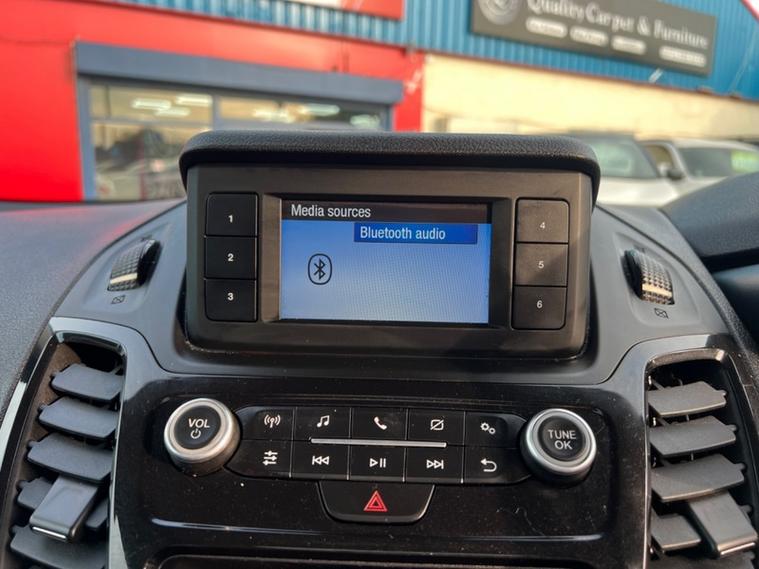 Quality Carpet & Furniture
Media sources
Bluetooth audio
1
2
3
4
5
6
VOL
TUNE
OK